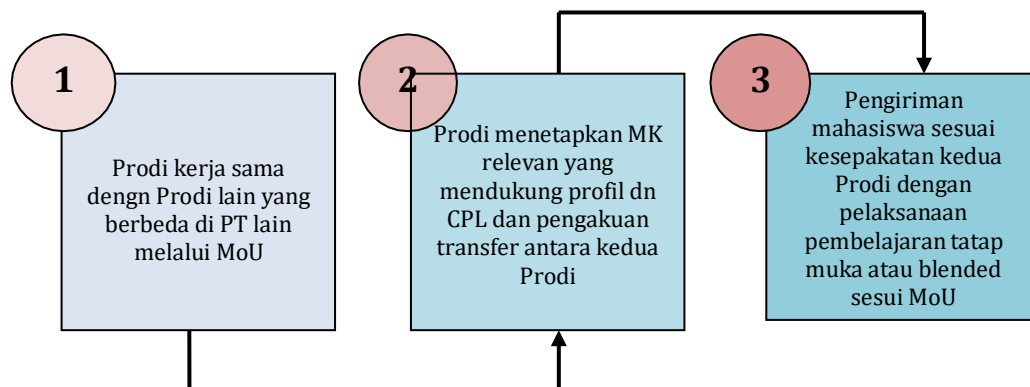 1
Prodi kerja sama
dengn Prodi lain yang
berbeda di PT lain
melalui MoU
2
Prodi menetapkan MK
relevan yang
mendukung profil dn
CPL dan pengakuan
transfer antara kedua
Prodi
3
Pengiriman
mahasiswa sesuai
kesepakatan kedua
Prodi dengan
pelaksanaan
pembelajaran tatap
muka atau blended
sesui MoU